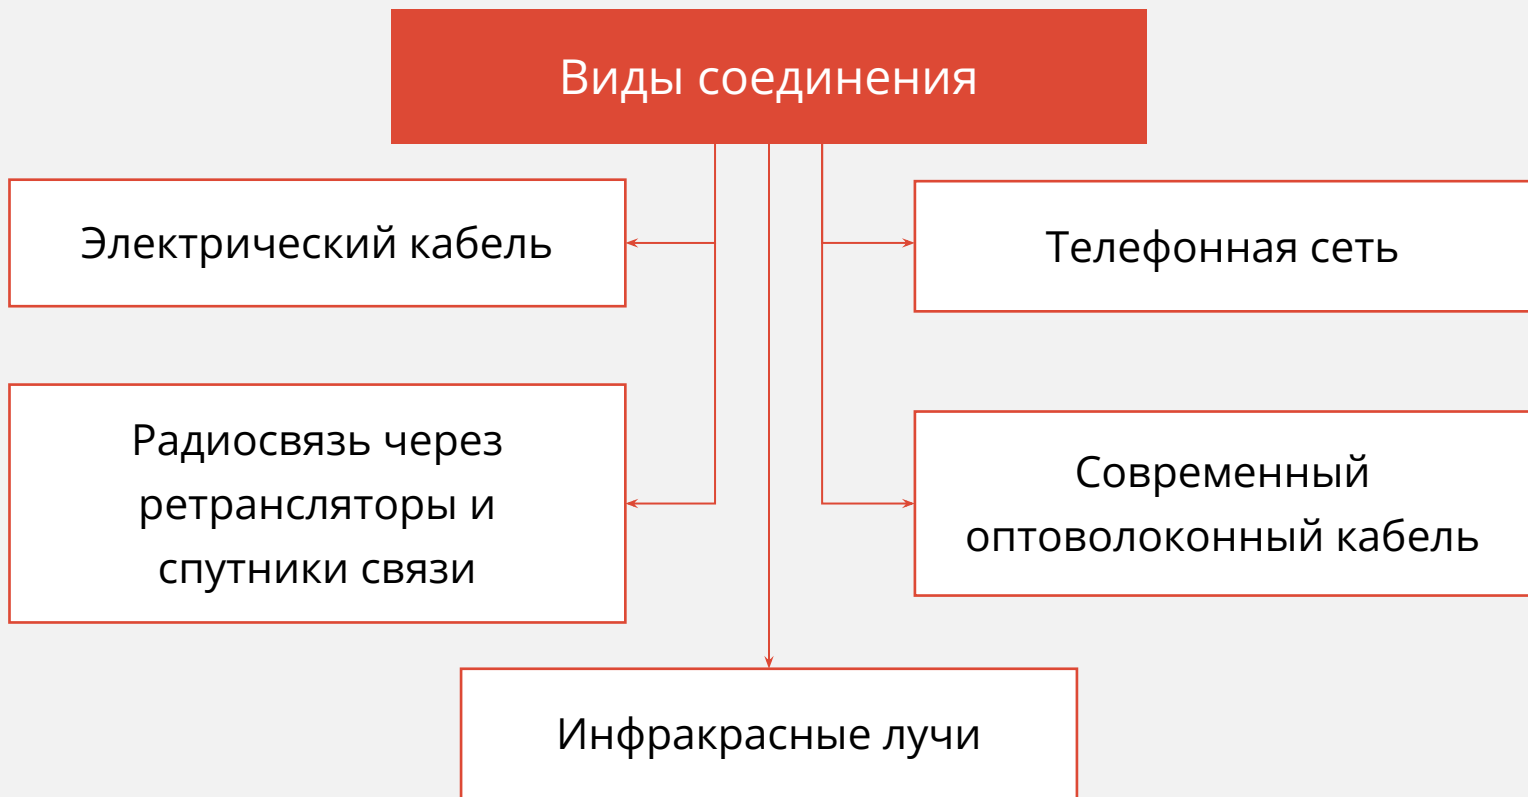 Виды соединения
Электрический кабель
Телефонная сеть
Радиосвязь через
ретрансляторы и
спутники связи
Современный
оптоволоконный кабель
Инфракрасные лучи